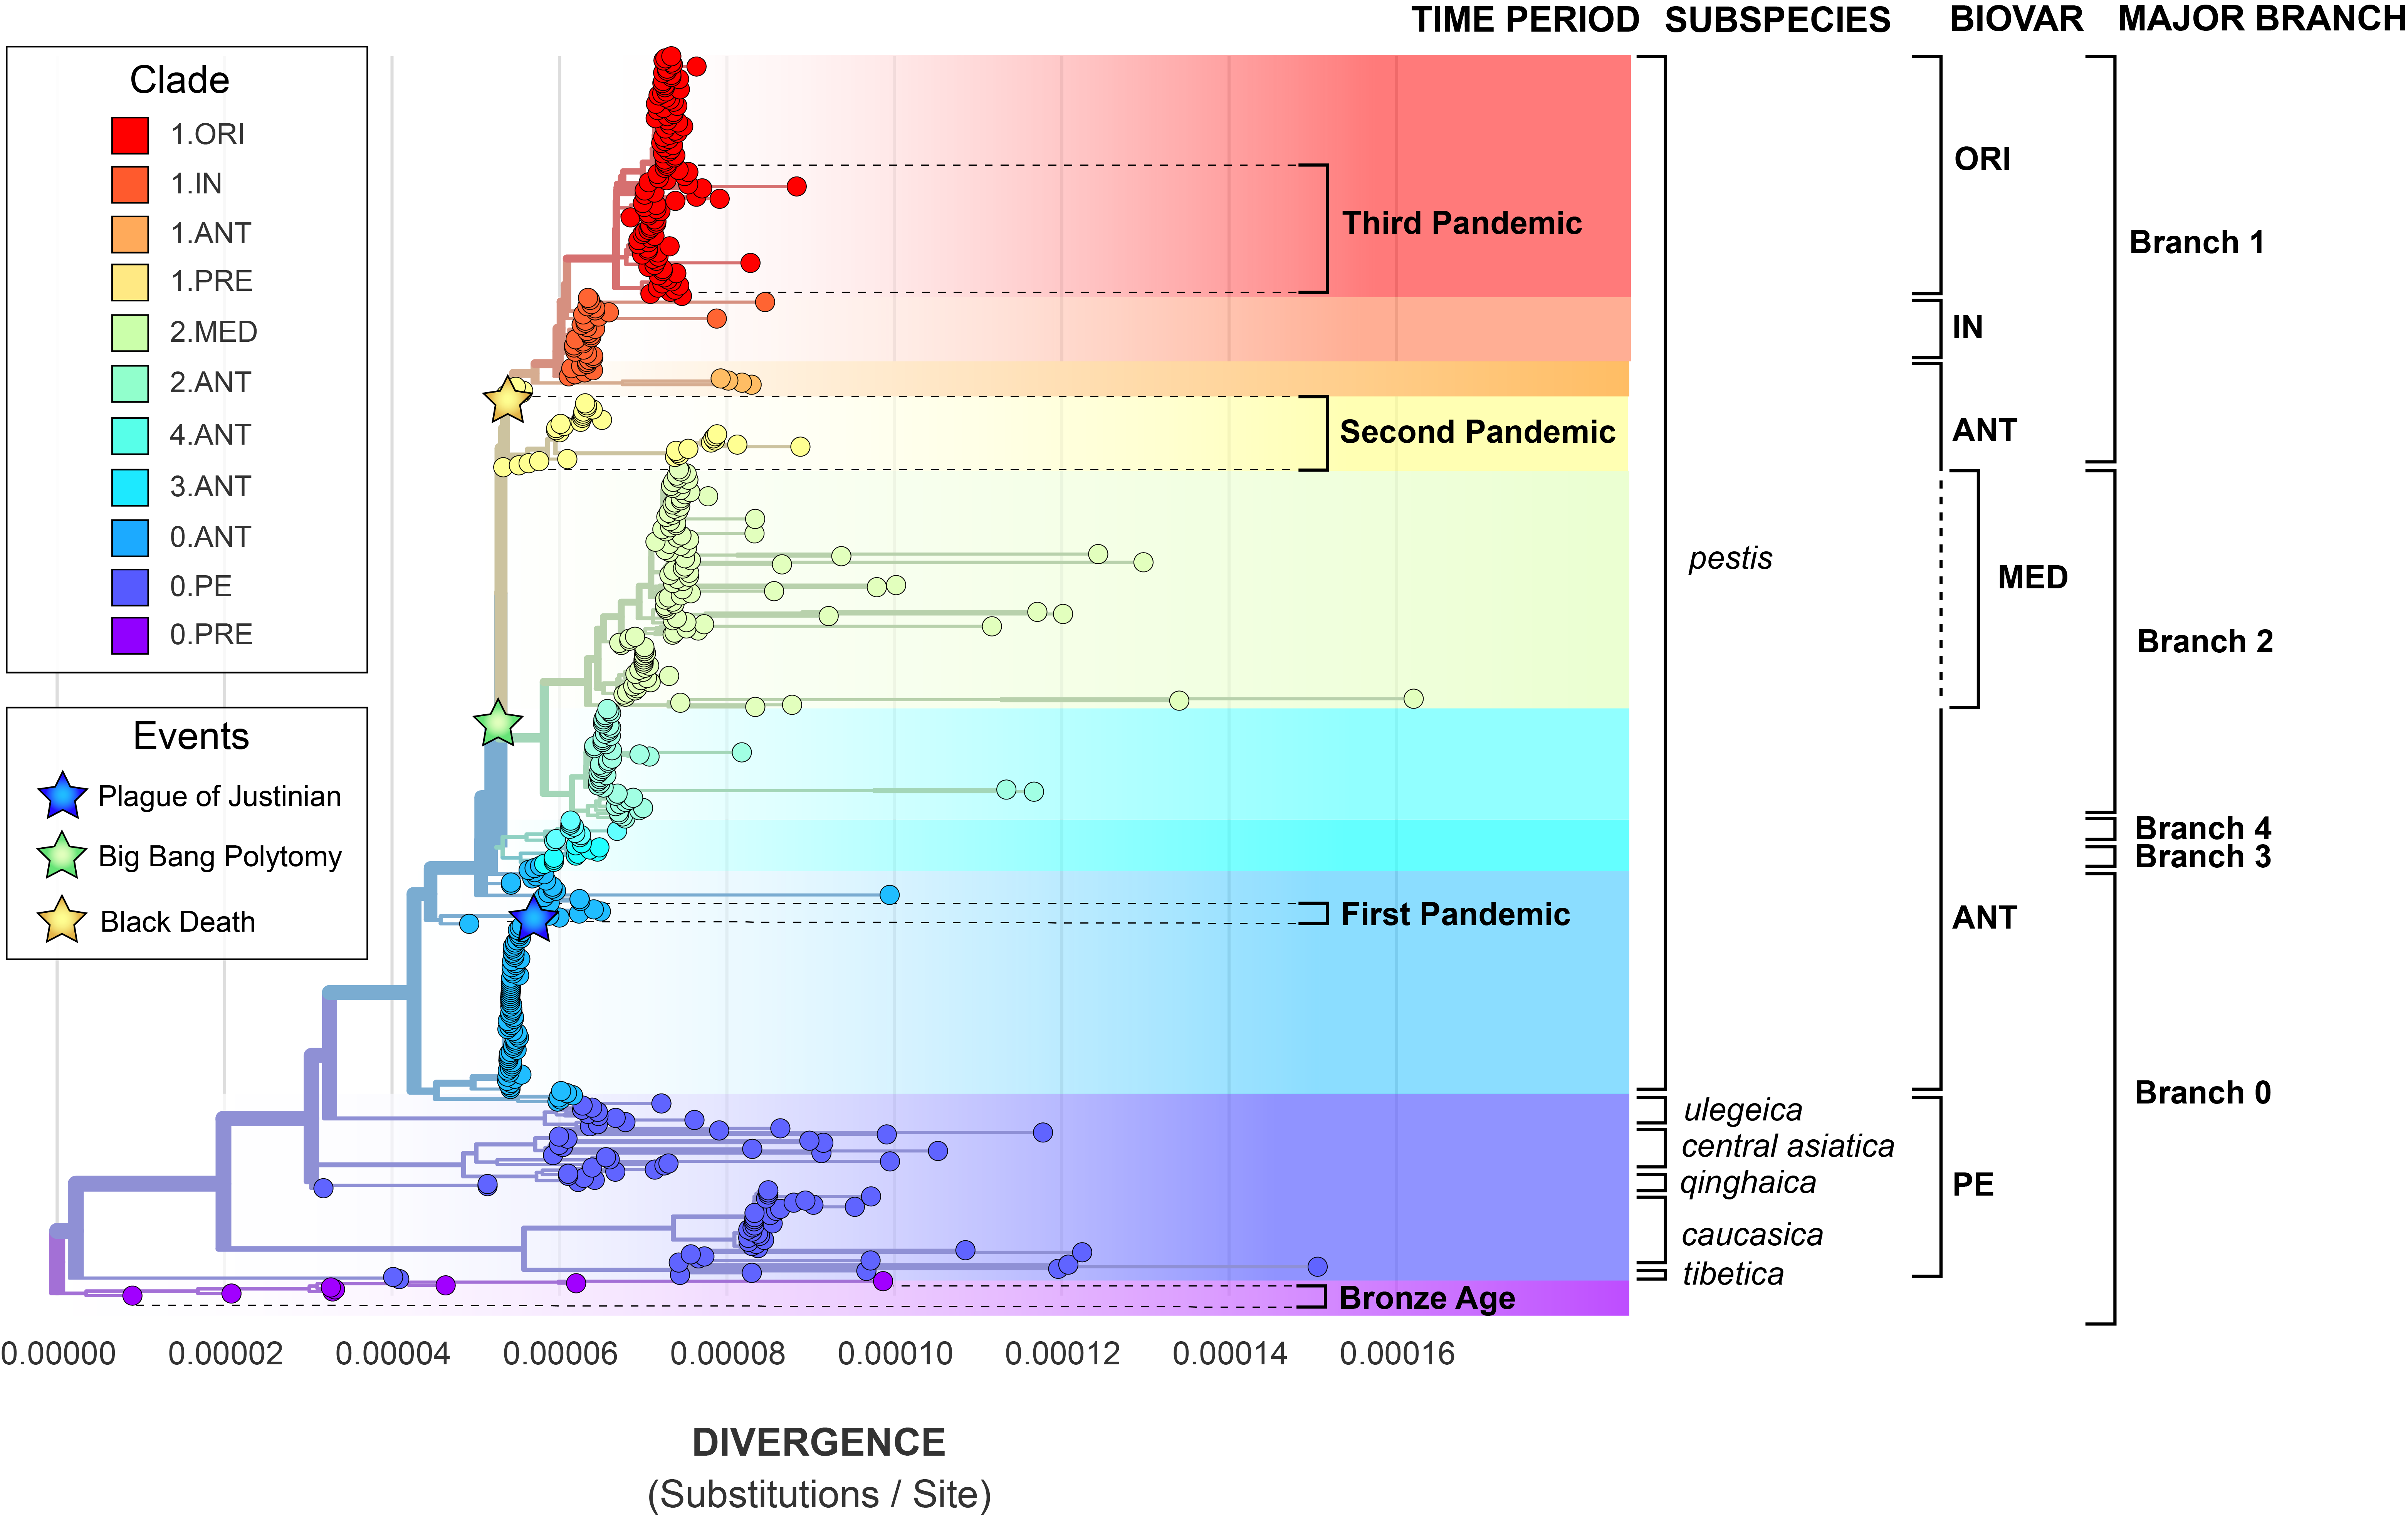 TIME PERIOD SUBSPECIES BIOVAR MAJOR BRANCH
Clade
1.ORI
1.IN
1.ANT
1.PRE
2.MED
2.ANT
4.ANT
3.ANT
0.ANT
0.PE
0.PRE
Events
Plague of Justinian
Big Bang Polytomy
Black Death
Third Pandemic
Second Pandemic
First Pandemic
Bronze Age
pestis
ulegeica
central asiatica
qinghaica
caucasica
tibetica
ORI
IN
ANT
MED
ANT
PE
Branch 1
Branch 2
Branch 4
Branch 3
Branch 0
0.00000 0.00002 0.00004 0.00006 0.00008 0.00010 0.00012 0.00014 0.00016
DIVERGENCE
(Substitutions / Site)